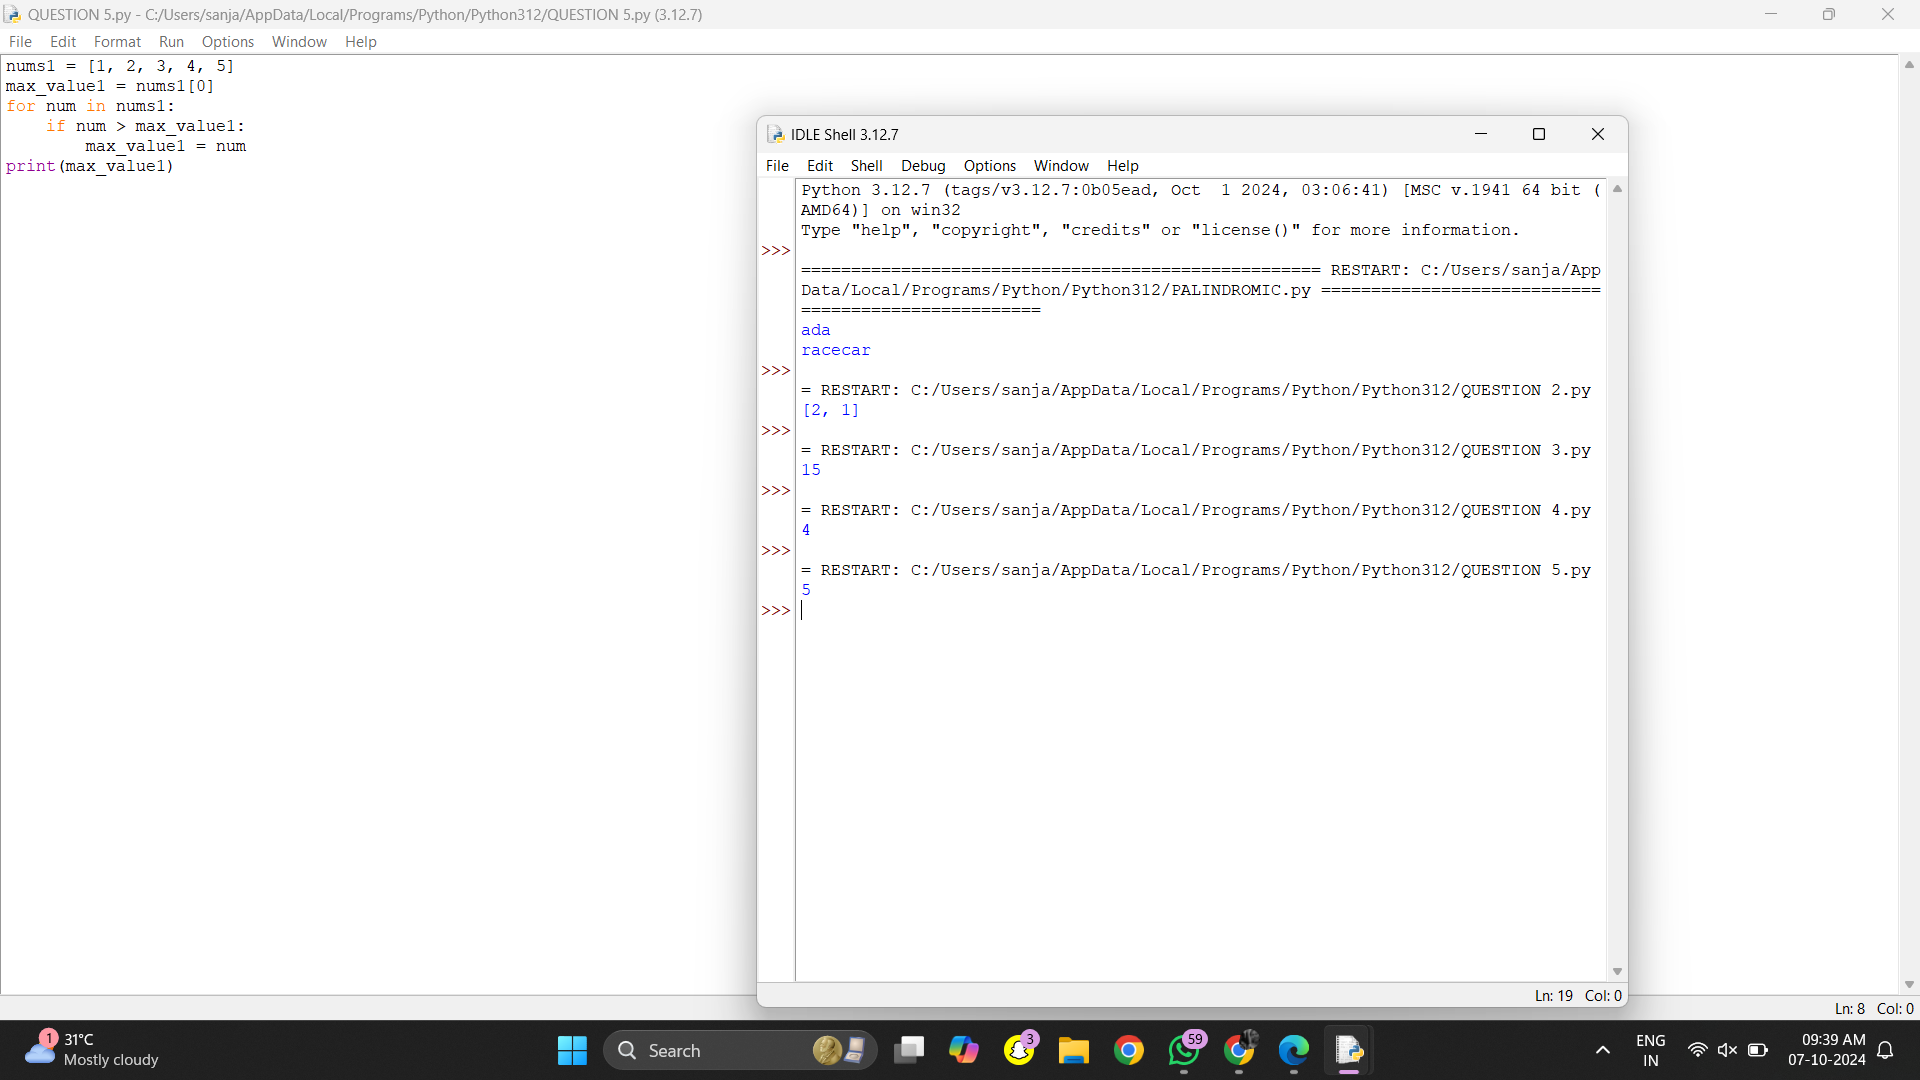 QUESTION 5.py - C:/Users/sanja/AppData/Local/Programs/Python/Python312/QUESTION 5.py (3.12.7)
File Edit Format Run Options Window Help
nums1 = [1, 2, 3, 4, 5]
max_value1 = nums1[0]
for num in nums1:
    if num > max_value1:
        max_value1 = num
print(max_value1)
IDLE Shell 3.12.7
File Edit Shell Debug Options Window Help
Python 3.12.7 (tags/v3.12.7:0b05ead, Oct  1 2024, 03:06:41) [MSC v.1941 64 bit (
AMD64)] on win32
Type "help", "copyright", "credits" or "license()" for more information.
>>>
==================================================== RESTART: C:/Users/sanja/App
Data/Local/Programs/Python/Python312/PALINDROMIC.py ============================
========================
ada
racecar
>>>
= RESTART: C:/Users/sanja/AppData/Local/Programs/Python/Python312/QUESTION 2.py
[2, 1]
>>>
= RESTART: C:/Users/sanja/AppData/Local/Programs/Python/Python312/QUESTION 3.py
15
>>>
= RESTART: C:/Users/sanja/AppData/Local/Programs/Python/Python312/QUESTION 4.py
4
>>>
= RESTART: C:/Users/sanja/AppData/Local/Programs/Python/Python312/QUESTION 5.py
5
>>>
Ln: 19 Col: 0
Ln: 8 Col: 0
1
31°C
Mostly cloudy
Search
3
59
ENG
IN
09:39 AM
07-10-2024